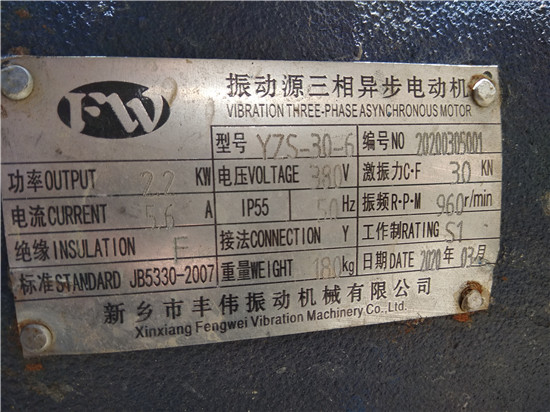 FW
振动源三相异步电动机
VIBRATION THREE-PHASE ASYNCHRONOUS MOTOR
型号 YZS-30-6 编号NO 20200305001
功率OUTPUT 2.2 KW 电压VOLTAGE 380V 激振力C·F 30 KN
电流CURRENT 5.6 A IP55 50Hz 振频R·P·M 960r/min
绝缘INSULATION F 接法CONNECTION Y 工作制RATING S1
标准STANDARD JB5330-2007 重量WEIGHT 180kg 日期DATE 2020年03月
新乡市丰伟振动机械有限公司
Xinxiang Fengwei Vibration Machinery Co.,Ltd.